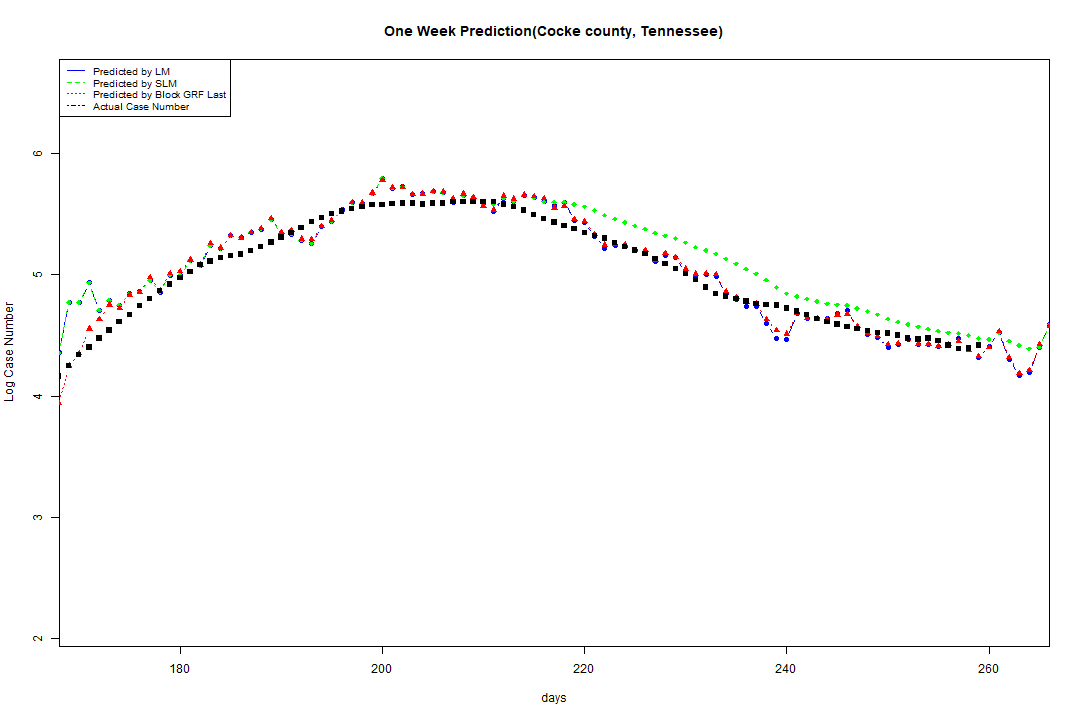 One Week Prediction(Cocke county, Tennessee)
Predicted by LM
Predicted by SLM
Predicted by Block GRF Last
Actual Case Number
6
5
4
3
2
Log Case Number
180 200 220 240 260
days